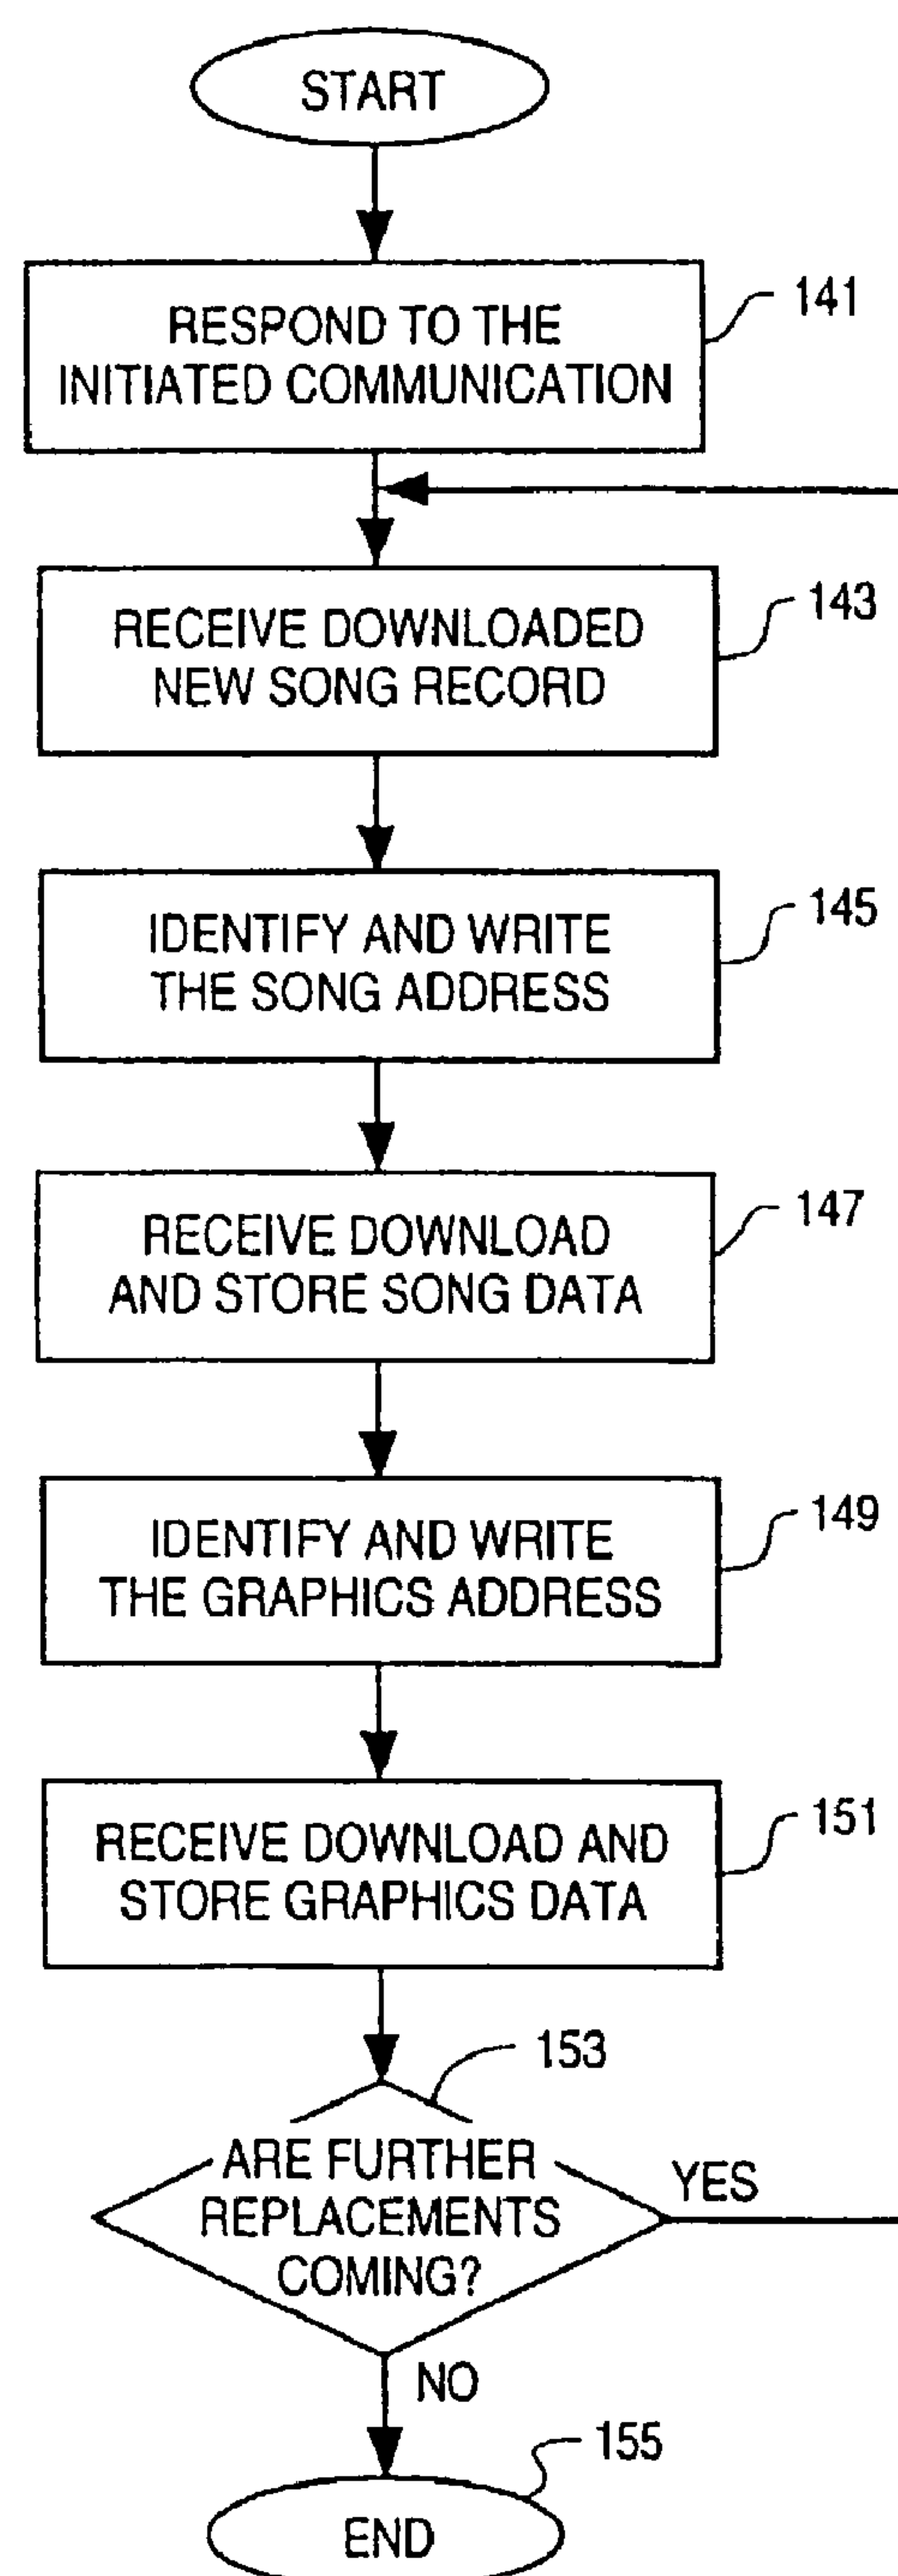 START
RESPOND TO THE
INITIATED COMMUNICATION
141
RECEIVE DOWNLOADED
NEW SONG RECORD
143
IDENTIFY AND WRITE
THE SONG ADDRESS
145
RECEIVE DOWNLOAD
AND STORE SONG DATA
147
IDENTIFY AND WRITE
THE GRAPHICS ADDRESS
149
RECEIVE DOWNLOAD AND
STORE GRAPHICS DATA
151
153
ARE FURTHER
REPLACEMENTS
COMING?
YES
NO
155
END